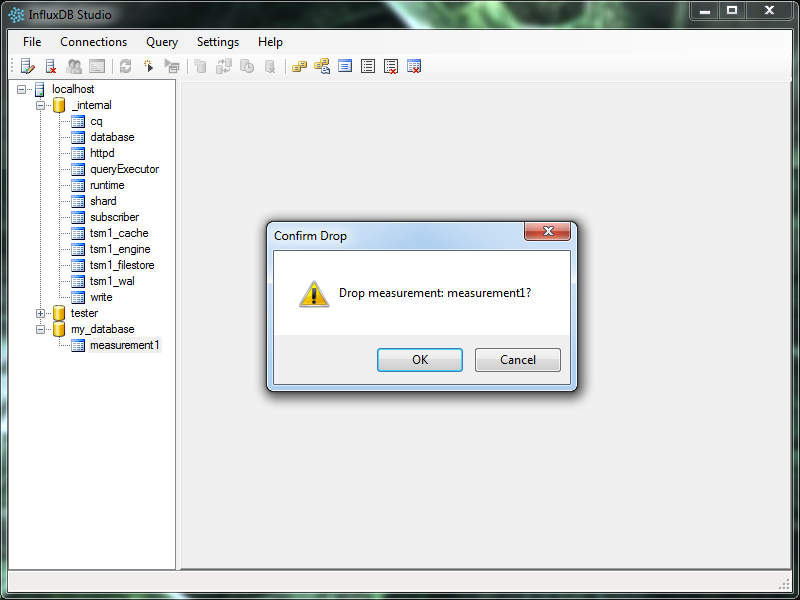 InfluxDB Studio
File Connections Query Settings Help
localhost
_internal
cq
database
httpd
queryExecutor
runtime
shard
subscriber
tsm1_cache
tsm1_engine
tsm1_filestore
tsm1_wal
write
tester
my_database
measurement1
Confirm Drop
Drop measurement: measurement1?
OK Cancel